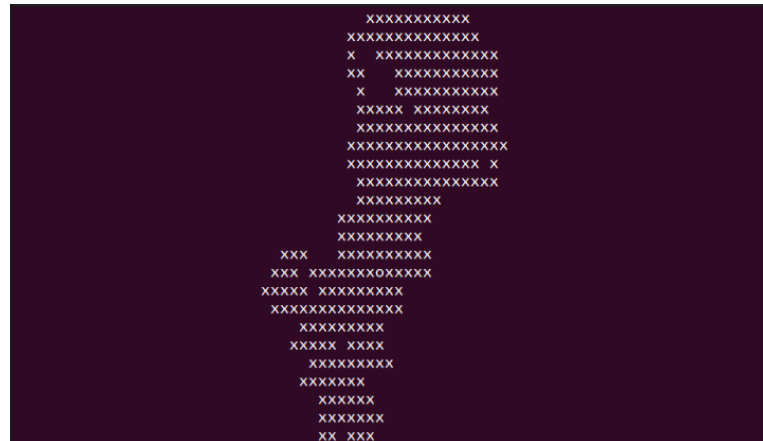 xxxxxxxxxxx
         xxxxxxxxxxxxxx
         x  xxxxxxxxxxxxx
         xx   xxxxxxxxxxx
          x   xxxxxxxxxxx
          xxxxx xxxxxxxx
          xxxxxxxxxxxxxxx
         xxxxxxxxxxxxxxxxx
         xxxxxxxxxxxxxx x
          xxxxxxxxxxxxxxx
          xxxxxxxxx
        xxxxxxxxxx
        xxxxxxxxx
  xxx   xxxxxxxxxx
 xxx xxxxxxxoxxxxx
xxxxx xxxxxxxxx
 xxxxxxxxxxxxxx
    xxxxxxxxx
   xxxxx xxxx
     xxxxxxxxx
    xxxxxxx
      xxxxxx
      xxxxxxx
      xx xxx